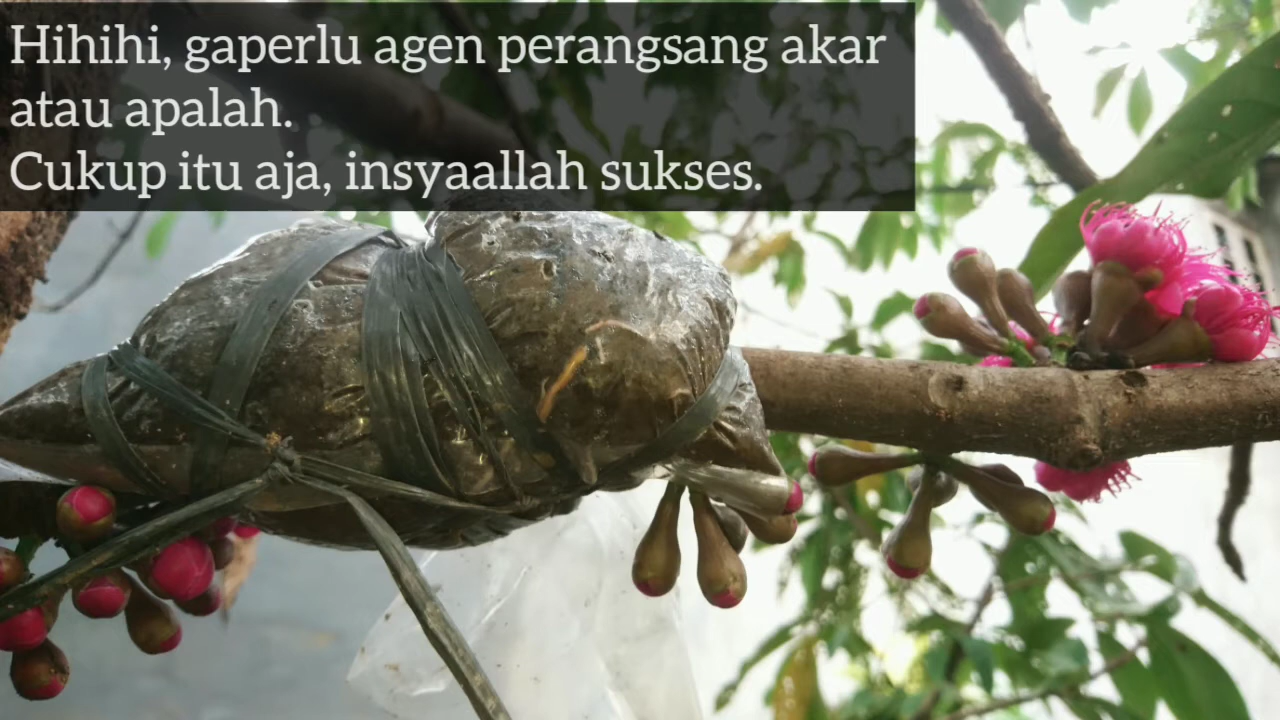 Hihihi, gaperlu agen perangsang akar
atau apalah.
Cukup itu aja, insyaallah sukses.